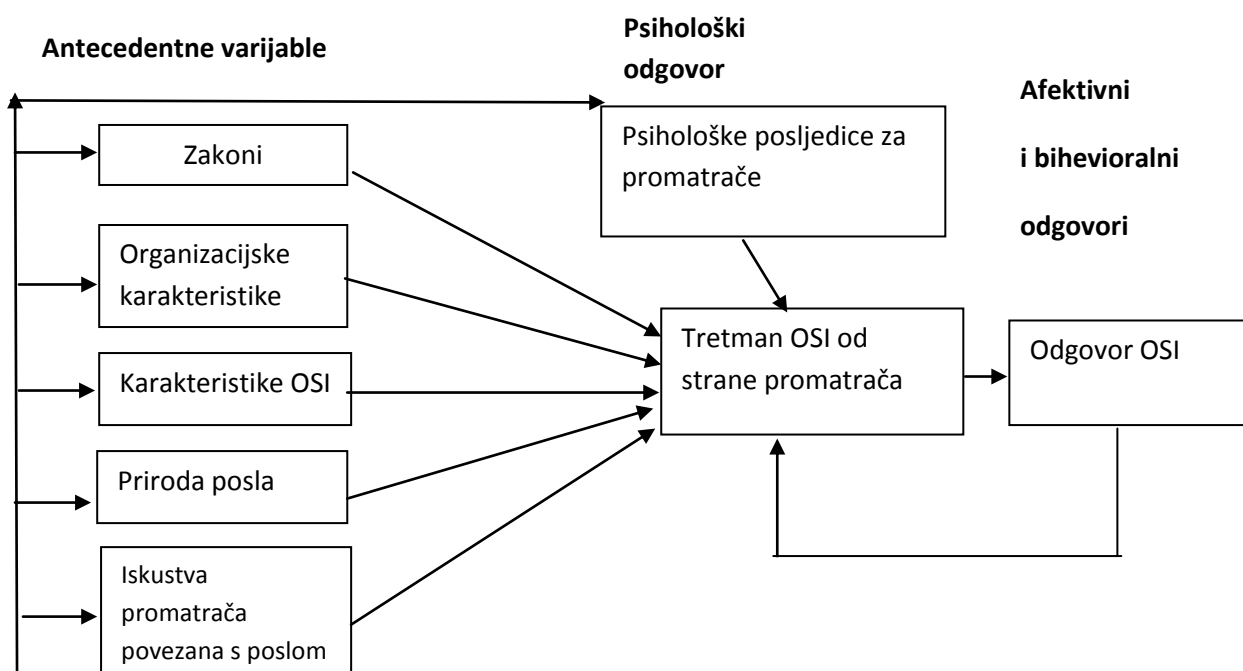 Antecedentne varijable
Psihološki
odgovor
Afektivni
i bihevioralni
odgovori
Zakoni
Organizacijske
karakteristike
Karakteristike OSI
Priroda posla
Iskustva
promatrača
povezana s poslom
Psihološke posljedice za
promatrače
Tretman OSI od
strane promatrača
Odgovor OSI